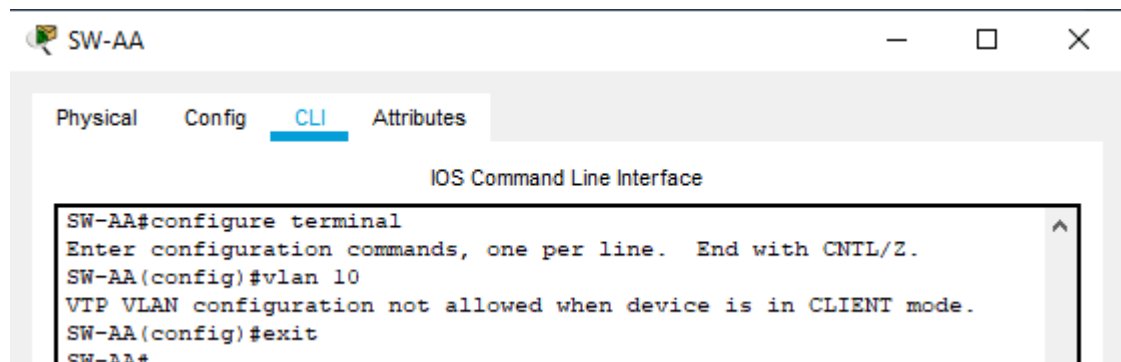 SW-AA
Physical Config CLI Attributes
IOS Command Line Interface
SW-AA#configure terminal
Enter configuration commands, one per line.  End with CNTL/Z.
SW-AA(config)#vlan 10
VTP VLAN configuration not allowed when device is in CLIENT mode.
SW-AA(config)#exit
SW-AA#